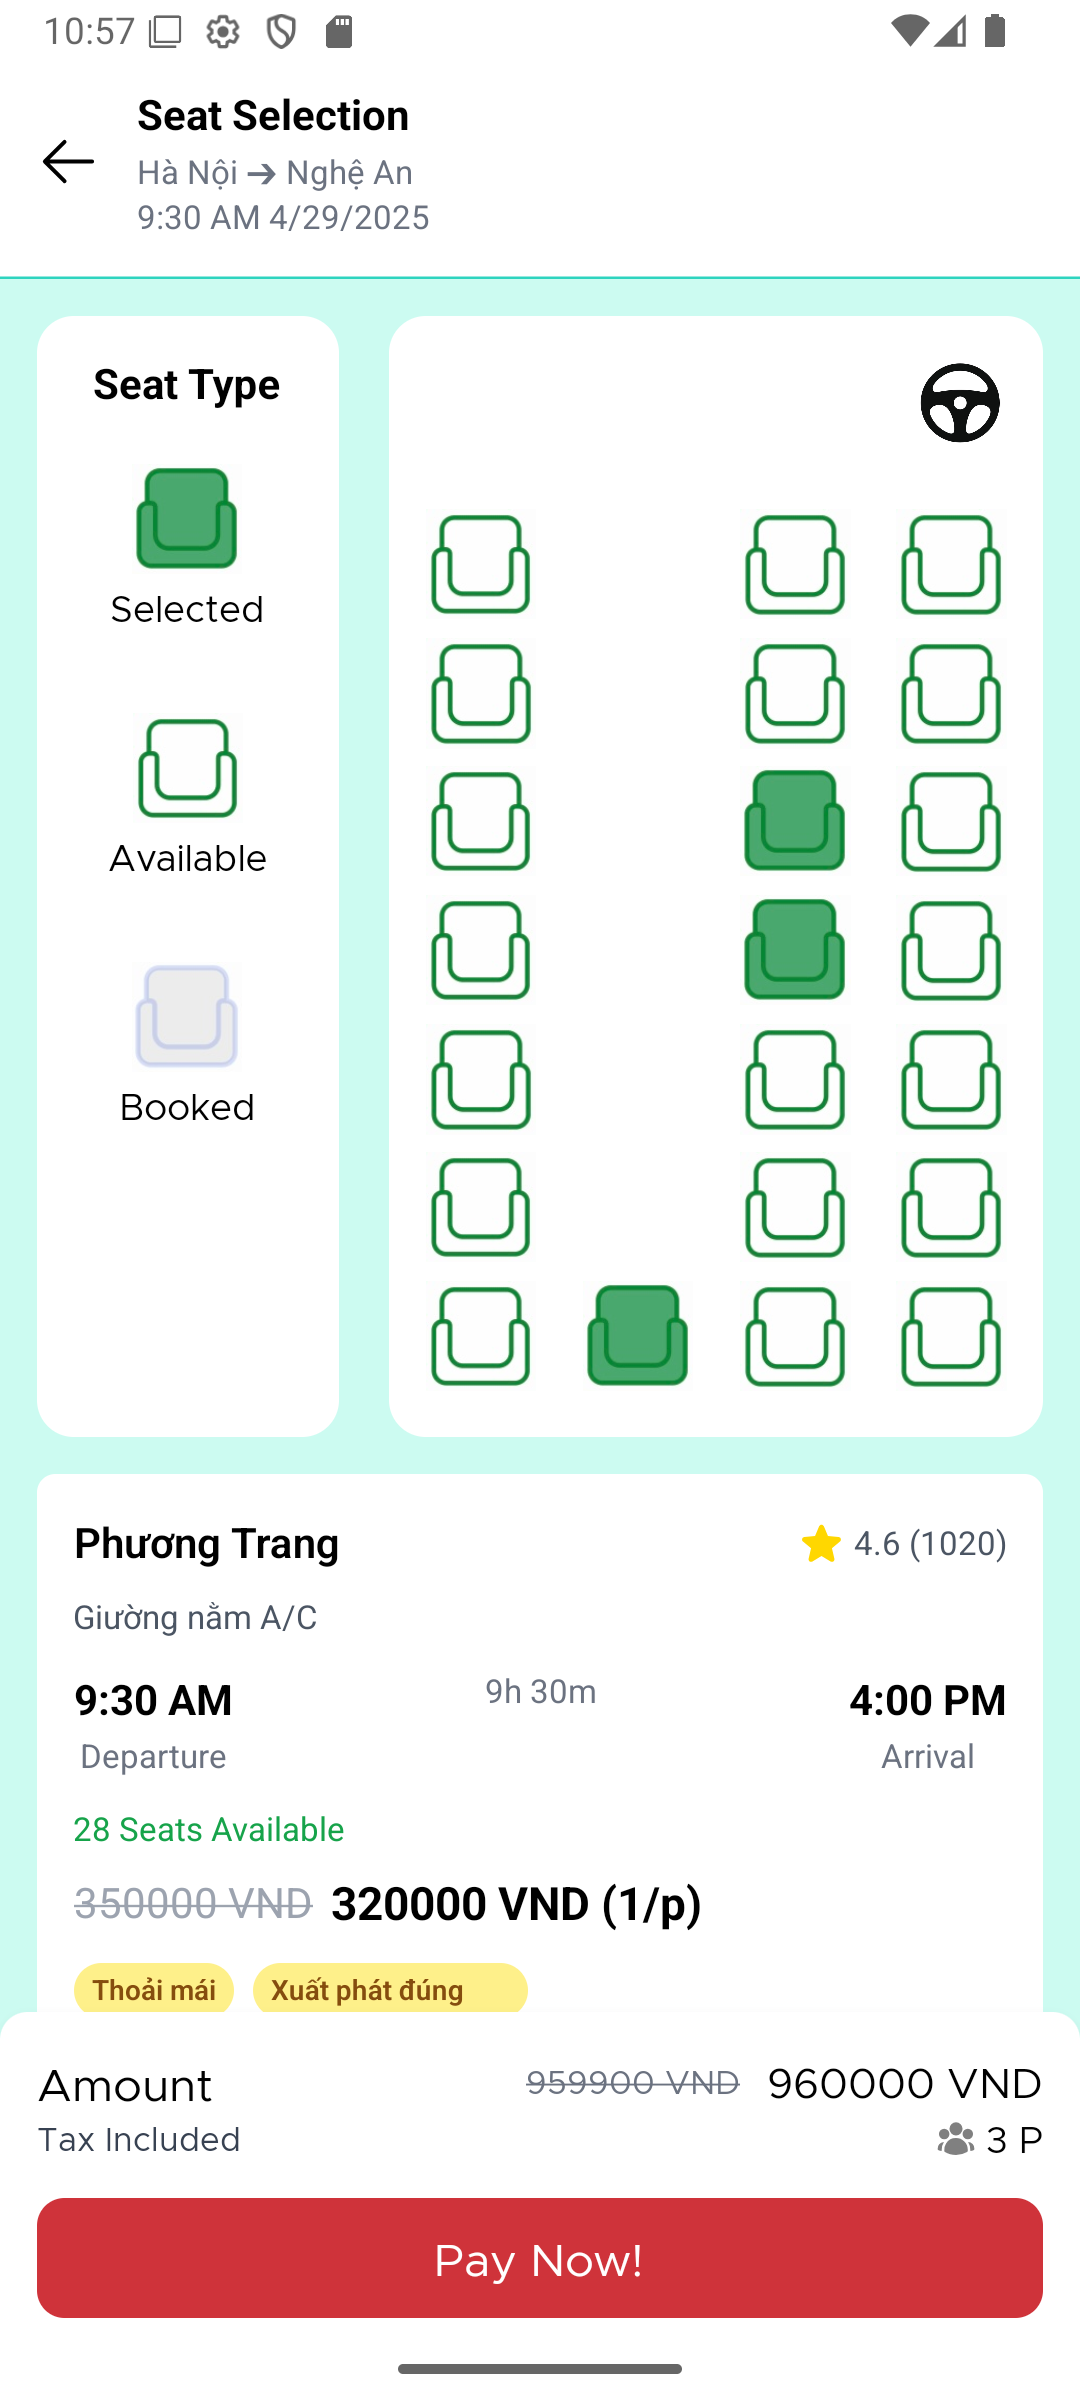 10:57
Seat Selection
Hà Nội → Nghệ An
9:30 AM 4/29/2025
Seat Type
Selected
Available
Booked
Phương Trang
4.6 (1020)
Giường nằm A/C
9:30 AM
9h 30m
4:00 PM
Departure
Arrival
28 Seats Available
350000 VND 320000 VND (1/p)
Thoải mái
Xuất phát đúng
Amount
959900 VND 960000 VND
Tax Included
3 P
Pay Now!